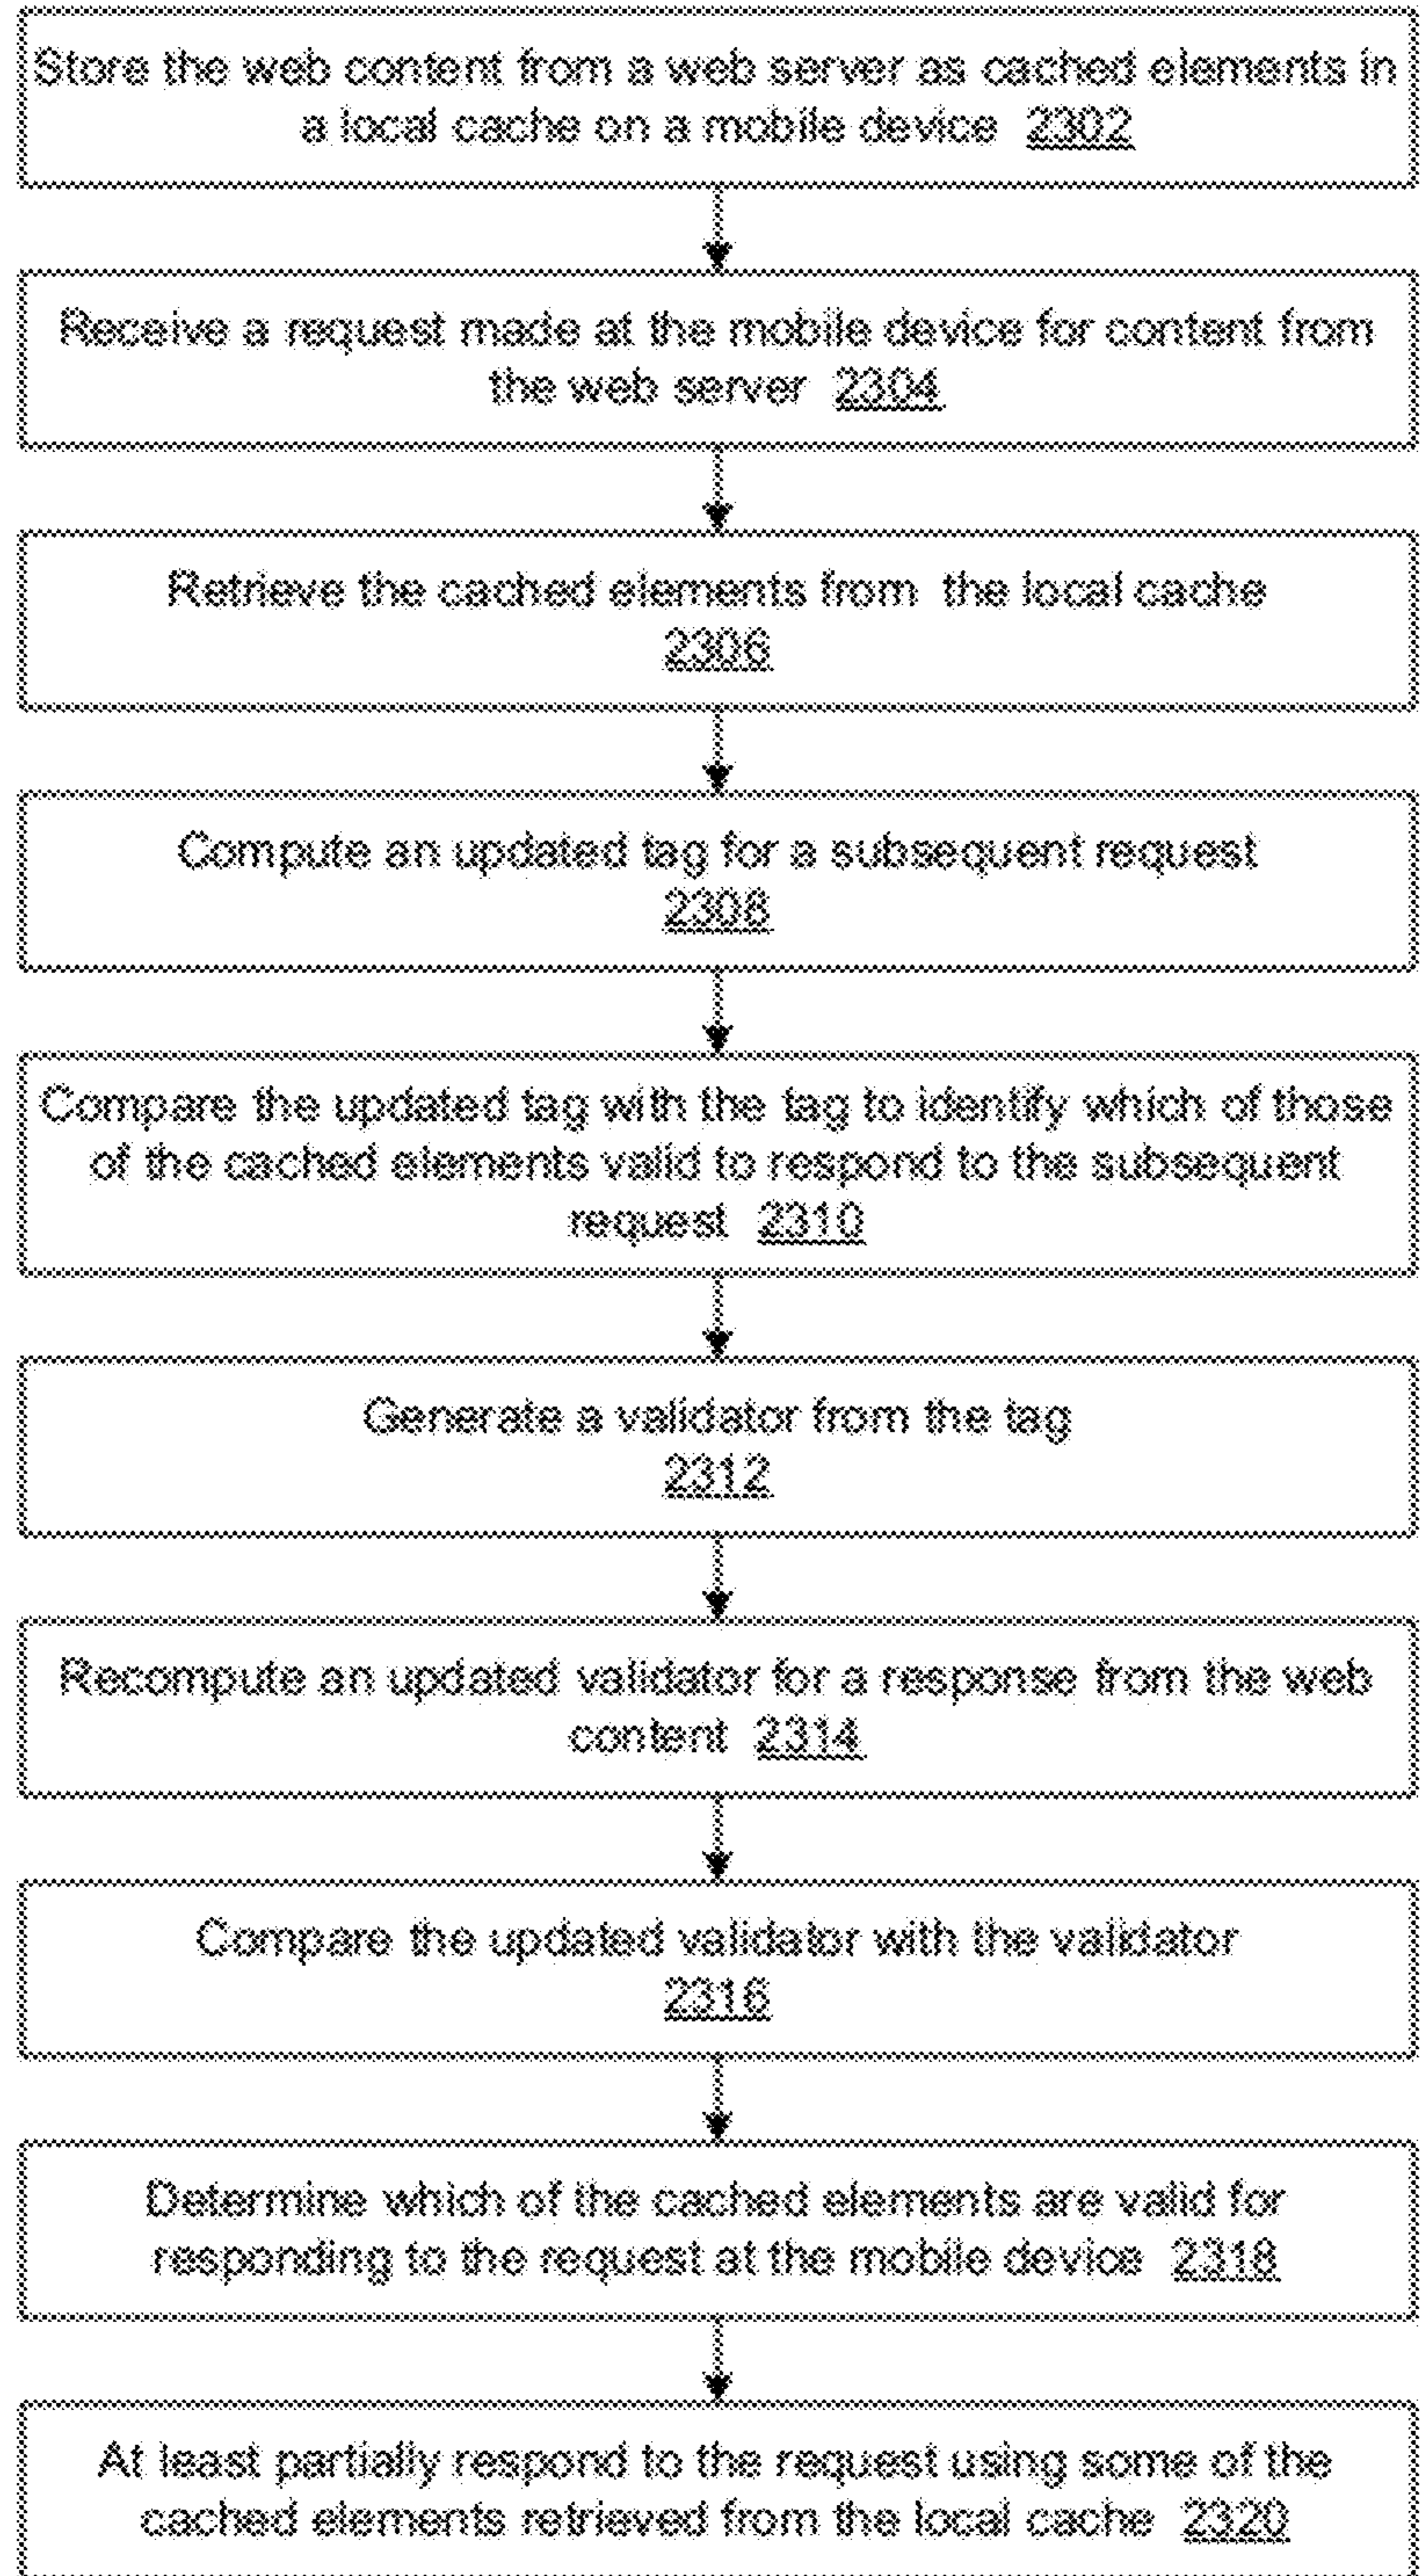 Store the web content from a web server as cached elements in
a local cache on a mobile device 2302
Receive a request made at the mobile device for content from
the web server 2304
Retrieve the cached elements from the local cache
2306
Compute an updated tag for a subsequent request
2308
Compare the updated tag with the tag to identify which of those
of the cached elements valid to respond to the subsequent
request 2310
Generate a validator from the tag
2312
Recompute an updated validator for a response from the web
content 2314
Compare the updated validator with the validator
2316
Determine which of the cached elements are valid for
responding to the request at the mobile device 2318
At least partially respond to the request using some of the
cached elements retrieved from the local cache 2320